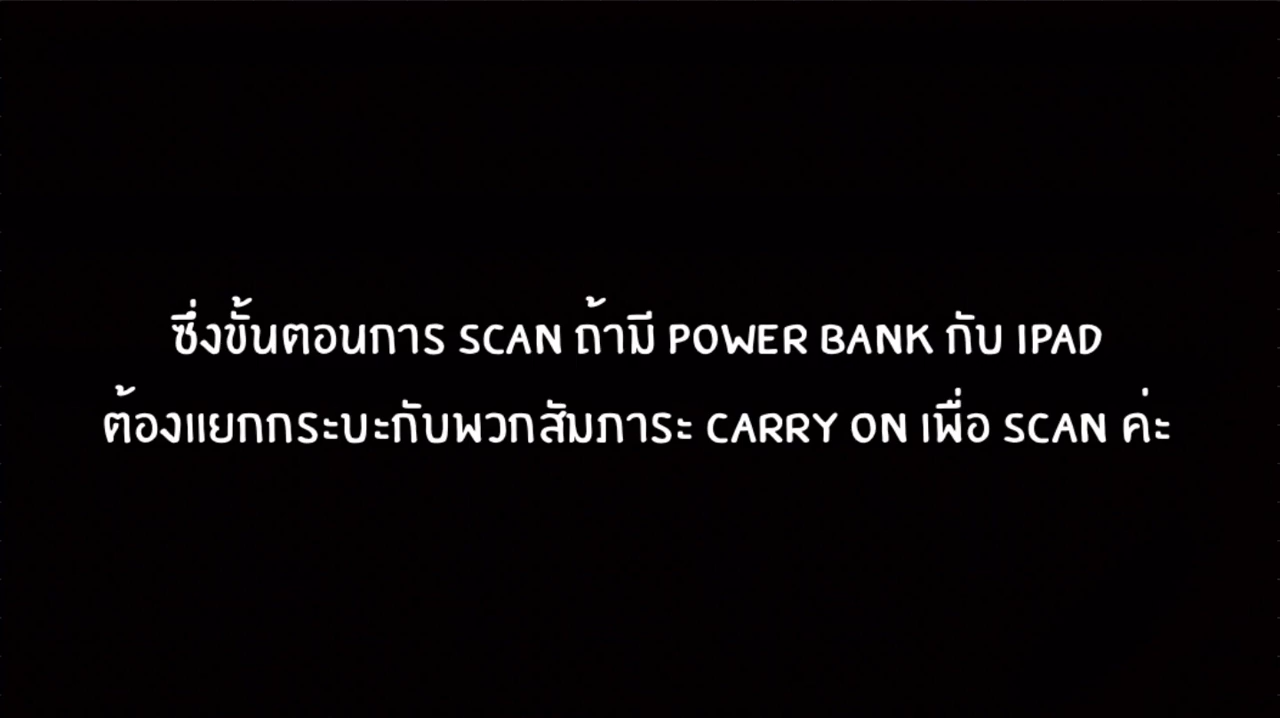 ซึ่งขั้นตอนการ SCAN ถ้ามี POWER BANK กับ IPAD
ต้องแยกกระบะกับพวกสัมภาระ CARRY ON เพื่อ SCAN ค่ะ